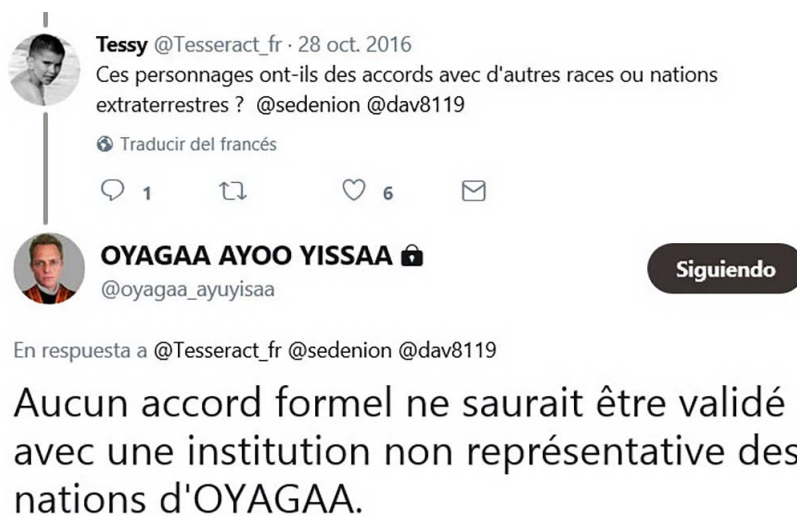 Tessy @Tesseract_fr · 28 oct. 2016
Ces personnages ont-ils des accords avec d'autres races ou nations
extraterrestres ? @sedenion @dav8119
Traducir del francés
1 6
OYAGAA AYOO YISSAA
@oyagaa_ayuyisaa
Siguiendo
En respuesta a @Tesseract_fr @sedenion @dav8119
Aucun accord formel ne saurait être validé
avec une institution non représentative des
nations d'OYAGAA.